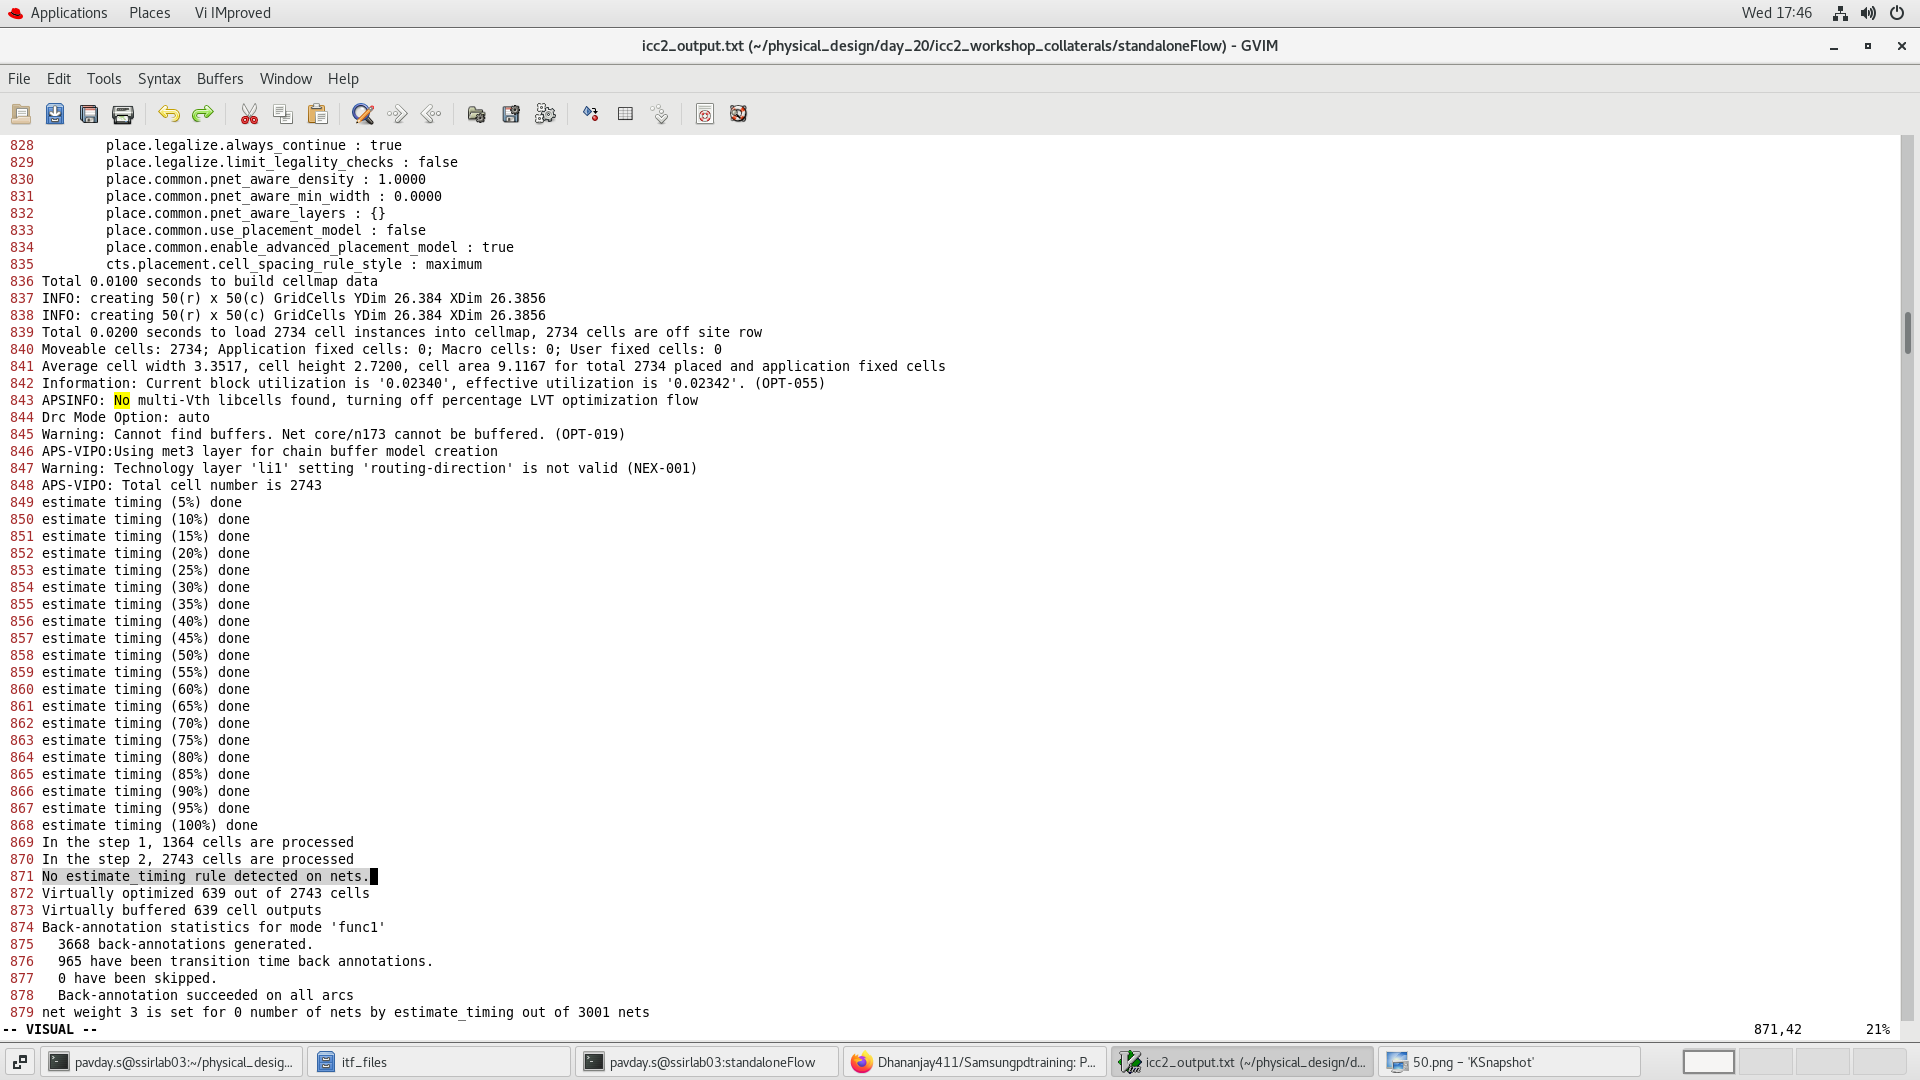 Applications Places Vi IMproved Wed 17:46
icc2_output.txt (~/physical_design/day_20/icc2_workshop_collaterals/standaloneFlow) - GVIM
File Edit Tools Syntax Buffers Window Help
828         place.legalize.always_continue : true
829         place.legalize.limit_legality_checks : false
830         place.common.pnet_aware_density : 1.0000
831         place.common.pnet_aware_min_width : 0.0000
832         place.common.pnet_aware_layers : {}
833         place.common.use_placement_model : false
834         place.common.enable_advanced_placement_model : true
835         cts.placement.cell_spacing_rule_style : maximum
836 Total 0.0100 seconds to build cellmap data
837 INFO: creating 50(r) x 50(c) GridCells YDim 26.384 XDim 26.3856
838 INFO: creating 50(r) x 50(c) GridCells YDim 26.384 XDim 26.3856
839 Total 0.0200 seconds to load 2734 cell instances into cellmap, 2734 cells are off site row
840 Moveable cells: 2734; Application fixed cells: 0; Macro cells: 0; User fixed cells: 0
841 Average cell width 3.3517, cell height 2.7200, cell area 9.1167 for total 2734 placed and application fixed cells
842 Information: Current block utilization is '0.02340', effective utilization is '0.02342'. (OPT-055)
843 APSINFO: No multi-Vth libcells found, turning off percentage LVT optimization flow
844 Drc Mode Option: auto
845 Warning: Cannot find buffers. Net core/n173 cannot be buffered. (OPT-019)
846 APS-VIPO:Using met3 layer for chain buffer model creation
847 Warning: Technology layer 'li1' setting 'routing-direction' is not valid (NEX-001)
848 APS-VIPO: Total cell number is 2743
849 estimate timing (5%) done
850 estimate timing (10%) done
851 estimate timing (15%) done
852 estimate timing (20%) done
853 estimate timing (25%) done
854 estimate timing (30%) done
855 estimate timing (35%) done
856 estimate timing (40%) done
857 estimate timing (45%) done
858 estimate timing (50%) done
859 estimate timing (55%) done
860 estimate timing (60%) done
861 estimate timing (65%) done
862 estimate timing (70%) done
863 estimate timing (75%) done
864 estimate timing (80%) done
865 estimate timing (85%) done
866 estimate timing (90%) done
867 estimate timing (95%) done
868 estimate timing (100%) done
869 In the step 1, 1364 cells are processed
870 In the step 2, 2743 cells are processed
871 No estimate_timing rule detected on nets.
872 Virtually optimized 639 out of 2743 cells
873 Virtually buffered 639 cell outputs
874 Back-annotation statistics for mode 'func1'
875   3668 back-annotations generated.
876   965 have been transition time back annotations.
877   0 have been skipped.
878   Back-annotation succeeded on all arcs
879 net weight 3 is set for 0 number of nets by estimate_timing out of 3001 nets
-- VISUAL -- 871,42 21%
pavday.s@ssirlab03:~/physical_desig... itf_files pavday.s@ssirlab03:standaloneFlow Dhananjay411/Samsungpdtraining: P... icc2_output.txt (~/physical_design/d... 50.png – 'KSnapshot'